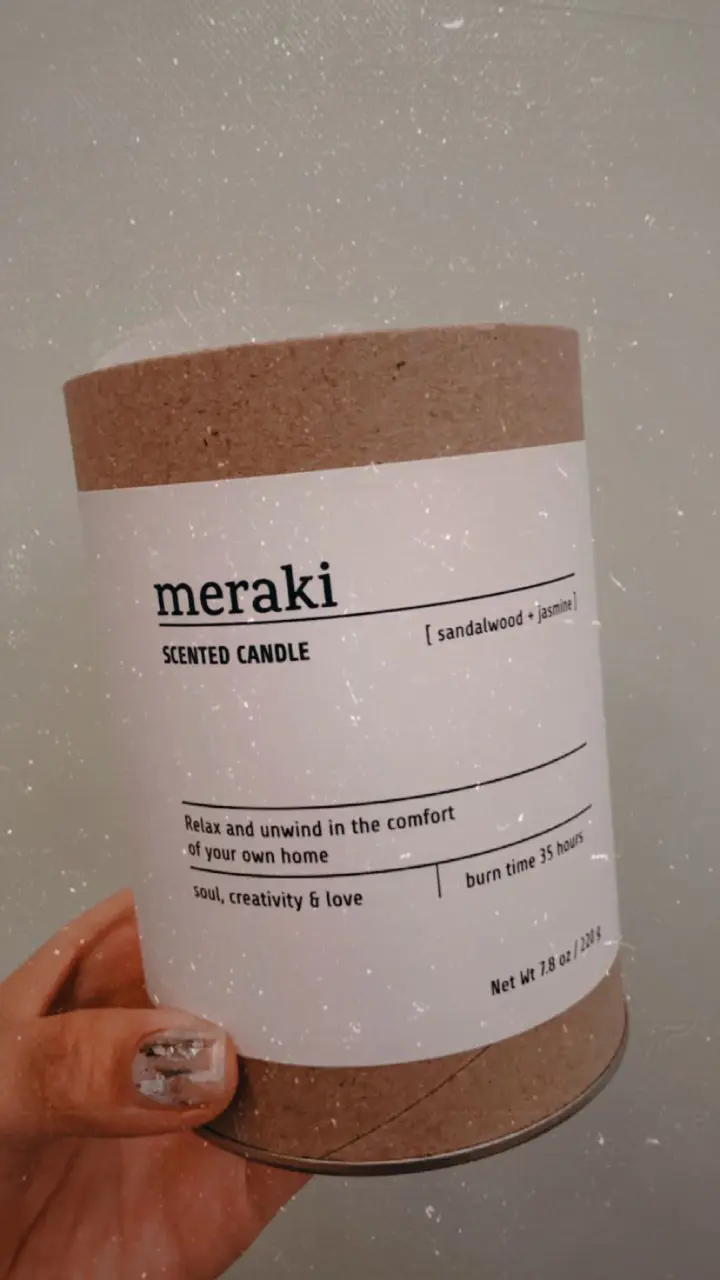 meraki
SCENTED CANDLE
[ sandalwood + jasmine ]
Relax and unwind in the comfort
of your own home
soul, creativity & love
burn time 35 hours
Net Wt 7.8 oz / 220 g